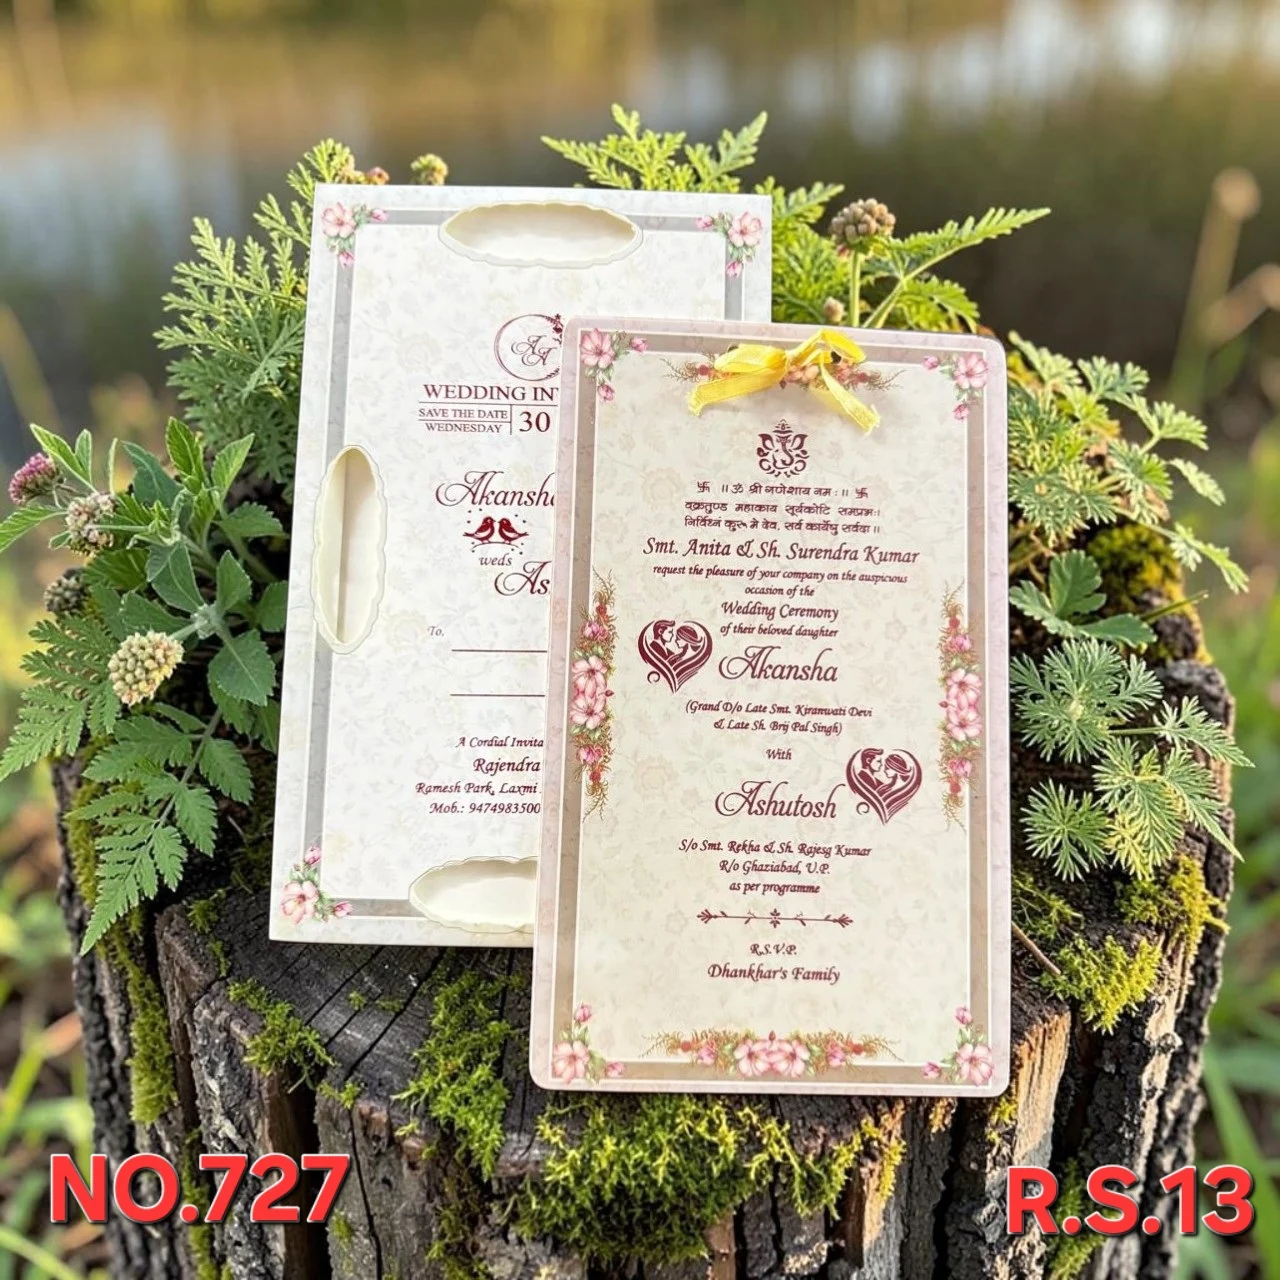 AA
WEDDING IN
SAVE THE DATE
WEDNESDAY
30
Akansha
weds
As
To,
A Cordial Invita
Rajendra
Ramesh Park, Laxmi
Mob.: 9474983500
卐 ।। ॐ श्री गणेशाय नमः ।। 卐
वक्रतुण्ड महाकाय सूर्यकोटि समप्रभः।
निर्विघ्नं कुरू मे देव, सर्व कार्येषु सर्वदा।।
Smt. Anita & Sh. Surendra Kumar
request the pleasure of your company on the auspicious
occasion of the
Wedding Ceremony
of their beloved daughter
Akansha
(Grand D/o Late Smt. Kiranwati Devi
& Late Sh. Brij Pal Singh)
With
Ashutosh
S/o Smt. Rekha & Sh. Rajesg Kumar
R/o Ghaziabad, U.P.
as per programme
R.S.V.P.
Dhankhar's Family
NO.727
R.S.13